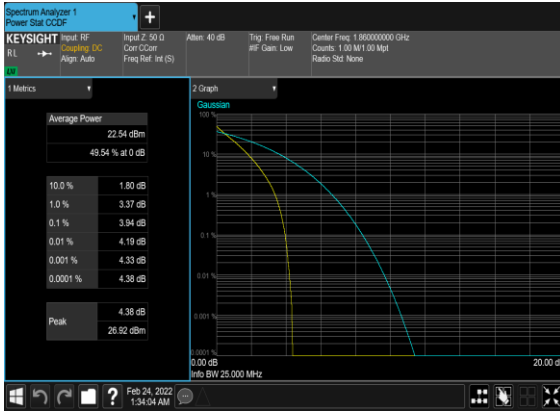 Spectrum Analyzer 1
Power Stat CCDF
KEYSIGHT
RL
Input: RF
Coupling: DC
Align: Auto
Input Z: 50 Ω
Corr CCorr
Freq Ref: Int (S)
Atten: 40 dB
Trig: Free Run
#IF Gain: Low
Center Freq: 1.860000000 GHz
Counts: 1.00 M/1.00 Mpt
Radio Std: None
1 Metrics
Average Power
22.54 dBm
49.54 % at 0 dB
10.0 % 1.80 dB
1.0 % 3.37 dB
0.1 % 3.94 dB
0.01 % 4.19 dB
0.001 % 4.33 dB
0.0001 % 4.38 dB
Peak
4.38 dB
26.92 dBm
2 Graph
Gaussian
100 %
10 %
1 %
0.1 %
0.01 %
0.001 %
0.0001 %
0.00 dB
20.00
Info BW 25.000 MHz
?
Feb 24, 2022
1:34:04 AM